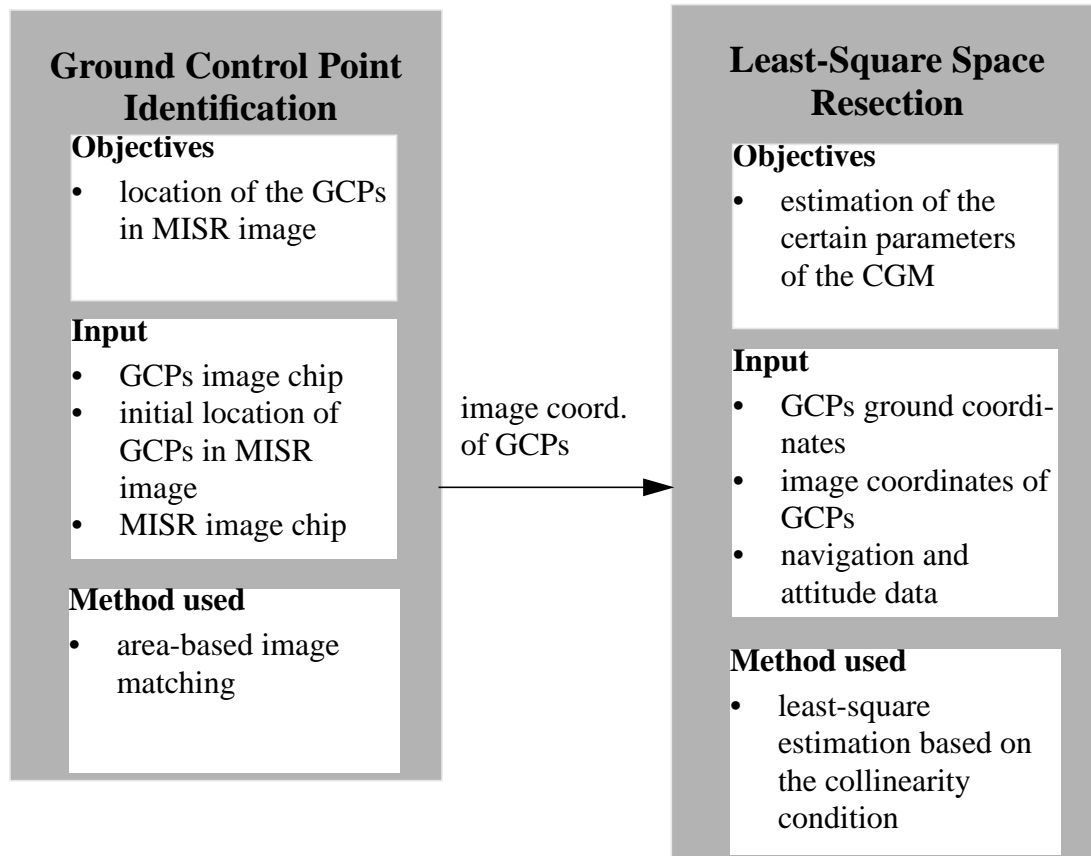 Ground Control Point
Identification
Objectives
• location of the GCPs
in MISR image
Input
• GCPs image chip
• initial location of
GCPs in MISR
image
• MISR image chip
Method used
• area-based image
matching
image coord.
of GCPs
Least-Square Space
Resection
Objectives
• estimation of the
certain parameters
of the CGM
Input
• GCPs ground coordi-
nates
• image coordinates of
GCPs
• navigation and
attitude data
Method used
• least-square
estimation based on
the collinearity
condition